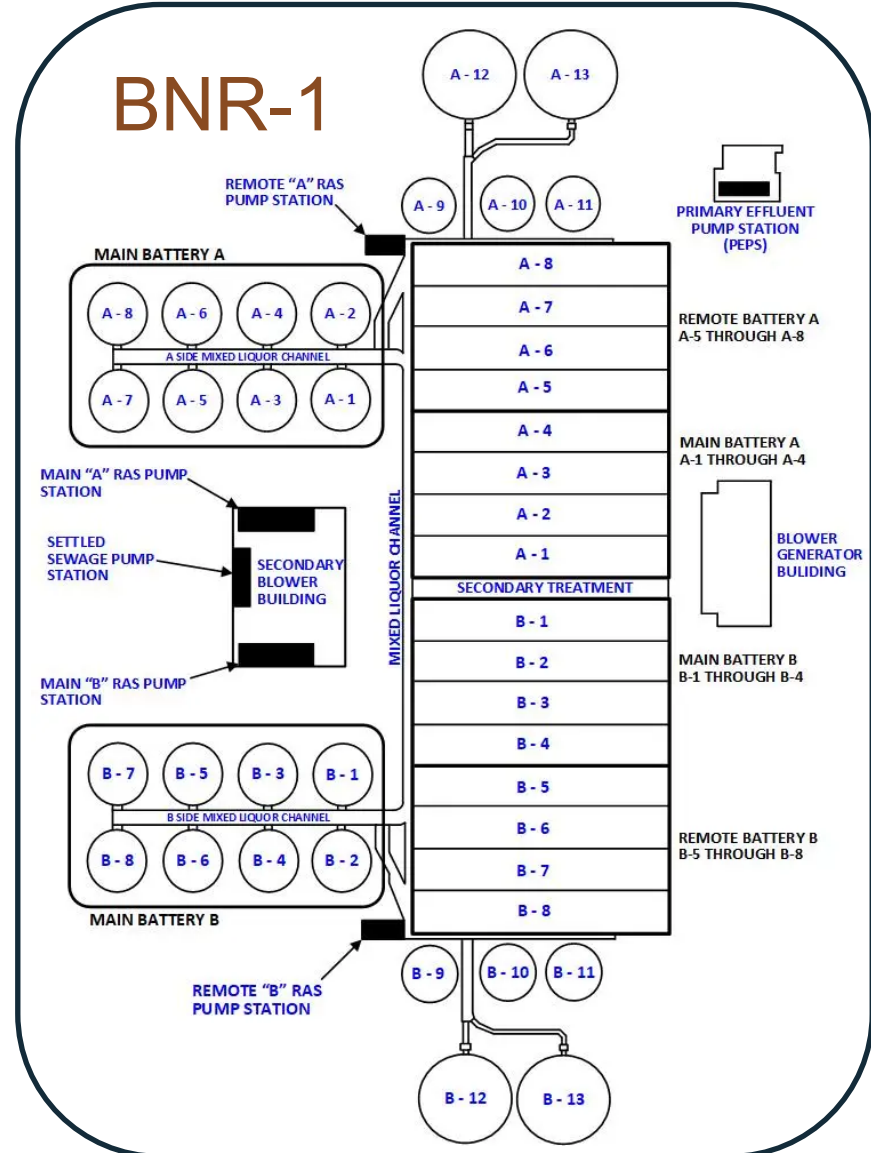 BNR-1
A - 12
A - 13
REMOTE “A” RAS
PUMP STATION
A - 9
A - 10
A - 11
PRIMARY EFFLUENT
PUMP STATION
(PEPS)
MAIN BATTERY A
A - 8
A - 6
A - 4
A - 2
A SIDE MIXED LIQUOR CHANNEL
A - 7
A - 5
A - 3
A - 1
A - 8
A - 7
A - 6
A - 5
REMOTE BATTERY A
A-5 THROUGH A-8
A - 4
A - 3
A - 2
A - 1
MAIN BATTERY A
A-1 THROUGH A-4
MAIN “A” RAS PUMP
STATION
SETTLED
SEWAGE PUMP
STATION
SECONDARY
BLOWER
BUILDING
MAIN “B” RAS PUMP
STATION
MIXED LIQUOR CHANNEL
SECONDARY TREATMENT
BLOWER
GENERATOR
BULIDING
B - 1
B - 2
B - 3
B - 4
MAIN BATTERY B
B-1 THROUGH B-4
B - 7
B - 5
B - 3
B - 1
B SIDE MIXED LIQUOR CHANNEL
B - 8
B - 6
B - 4
B - 2
MAIN BATTERY B
B - 5
B - 6
B - 7
B - 8
REMOTE BATTERY B
B-5 THROUGH B-8
REMOTE “B” RAS
PUMP STATION
B - 9
B - 10
B - 11
B - 12
B - 13